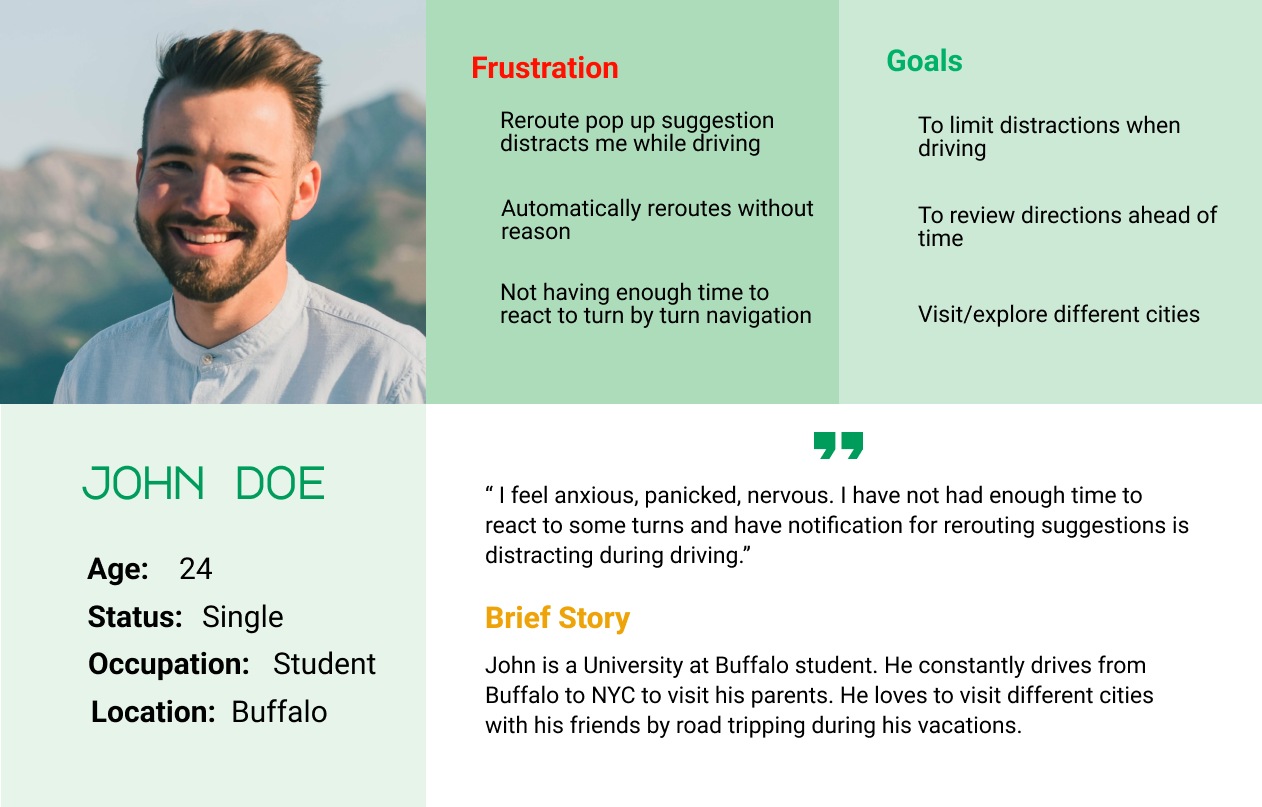 Frustration
Reroute pop up suggestion
distracts me while driving
Automatically reroutes without
reason
Not having enough time to
react to turn by turn navigation
Goals
To limit distractions when
driving
To review directions ahead of
time
Visit/explore different cities
JOHN DOE
Age: 24
Status: Single
Occupation: Student
Location: Buffalo
”
“ I feel anxious, panicked, nervous. I have not had enough time to
react to some turns and have notification for rerouting suggestions is
distracting during driving.”
Brief Story
John is a University at Buffalo student. He constantly drives from
Buffalo to NYC to visit his parents. He loves to visit different cities
with his friends by road tripping during his vacations.